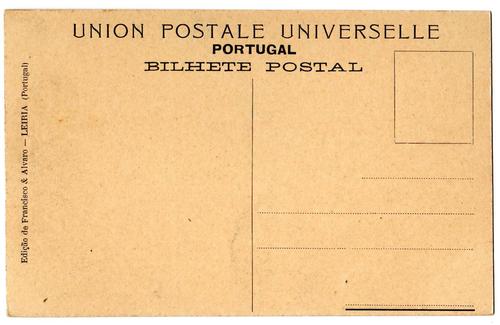 UNION POSTALE UNIVERSELLE
PORTUGAL
BILHETE POSTAL
Edição de Francisco & Alvaro — LEIRIA (Portugal)